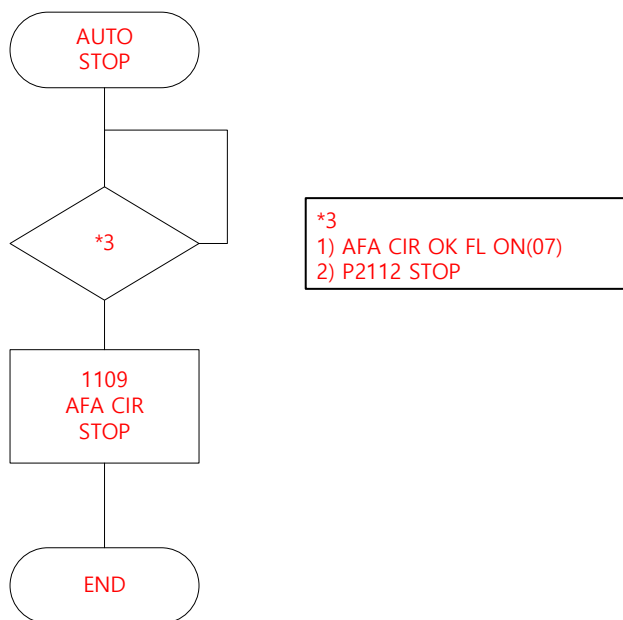 AUTO
STOP
*3
*3
1) AFA CIR OK FL ON(07)
2) P2112 STOP
1109
AFA CIR
STOP
END